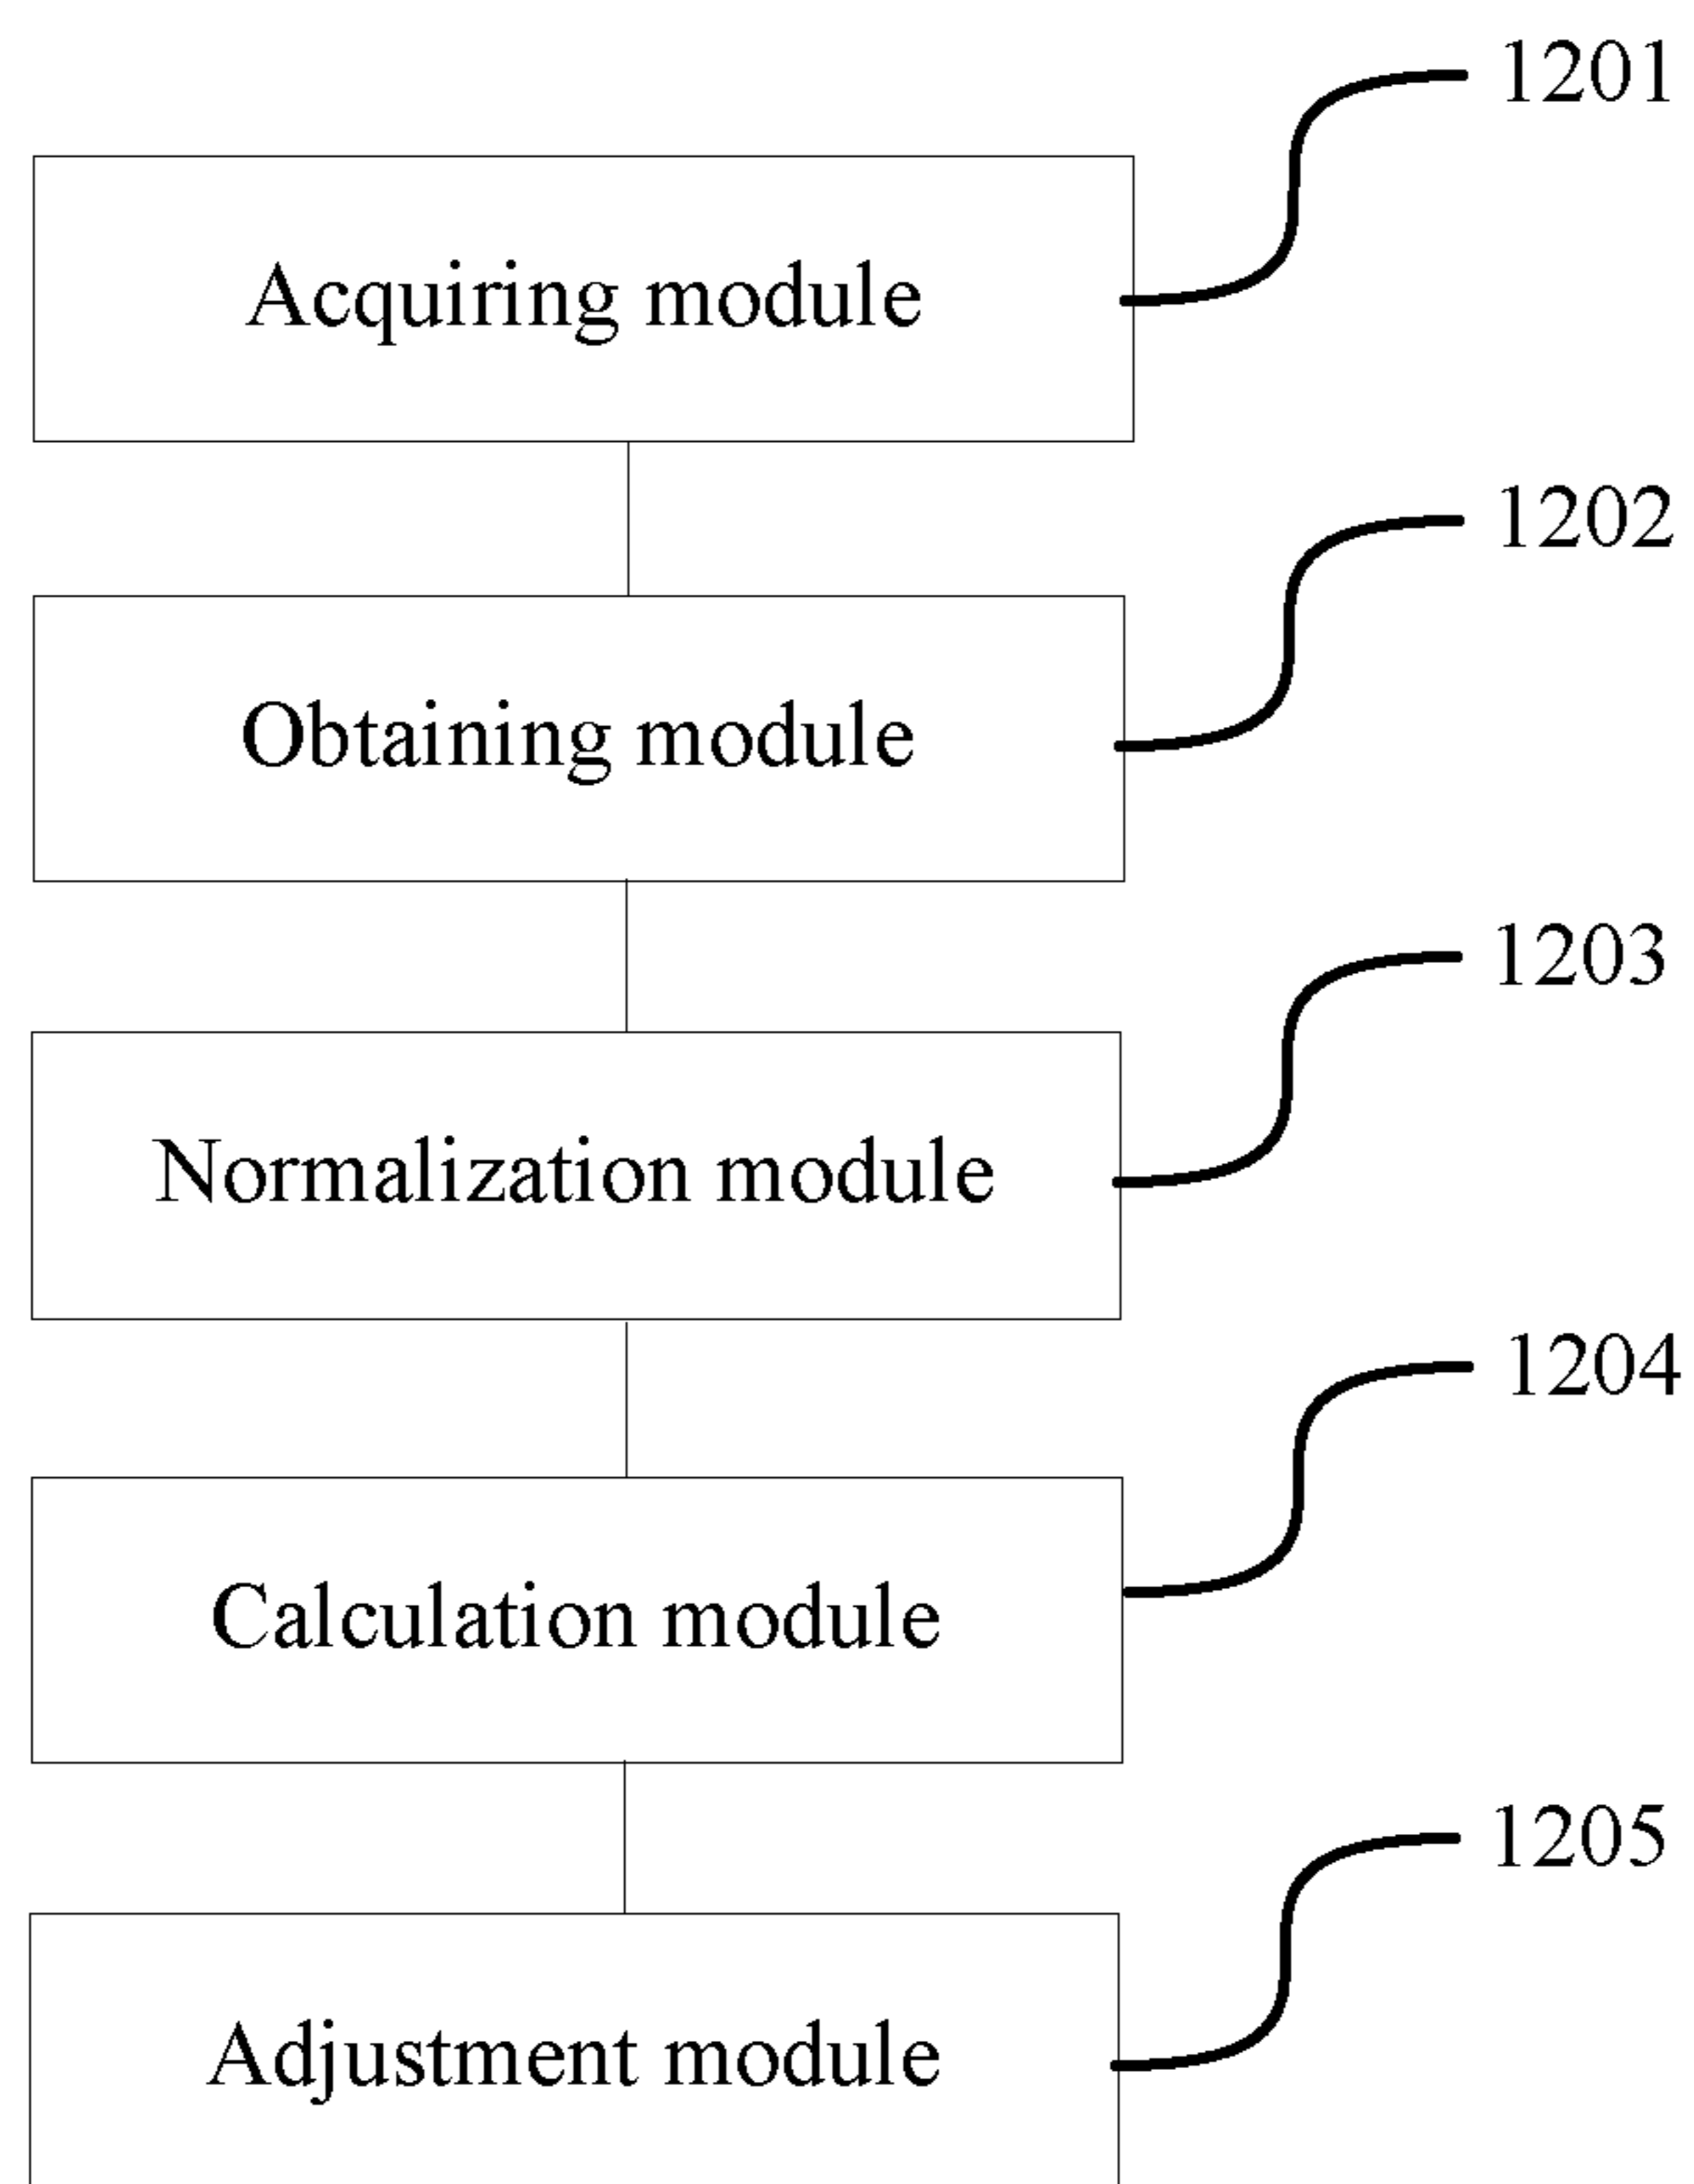 1201
Acquiring module
1202
Obtaining module
1203
Normalization module
1204
Calculation module
1205
Adjustment module